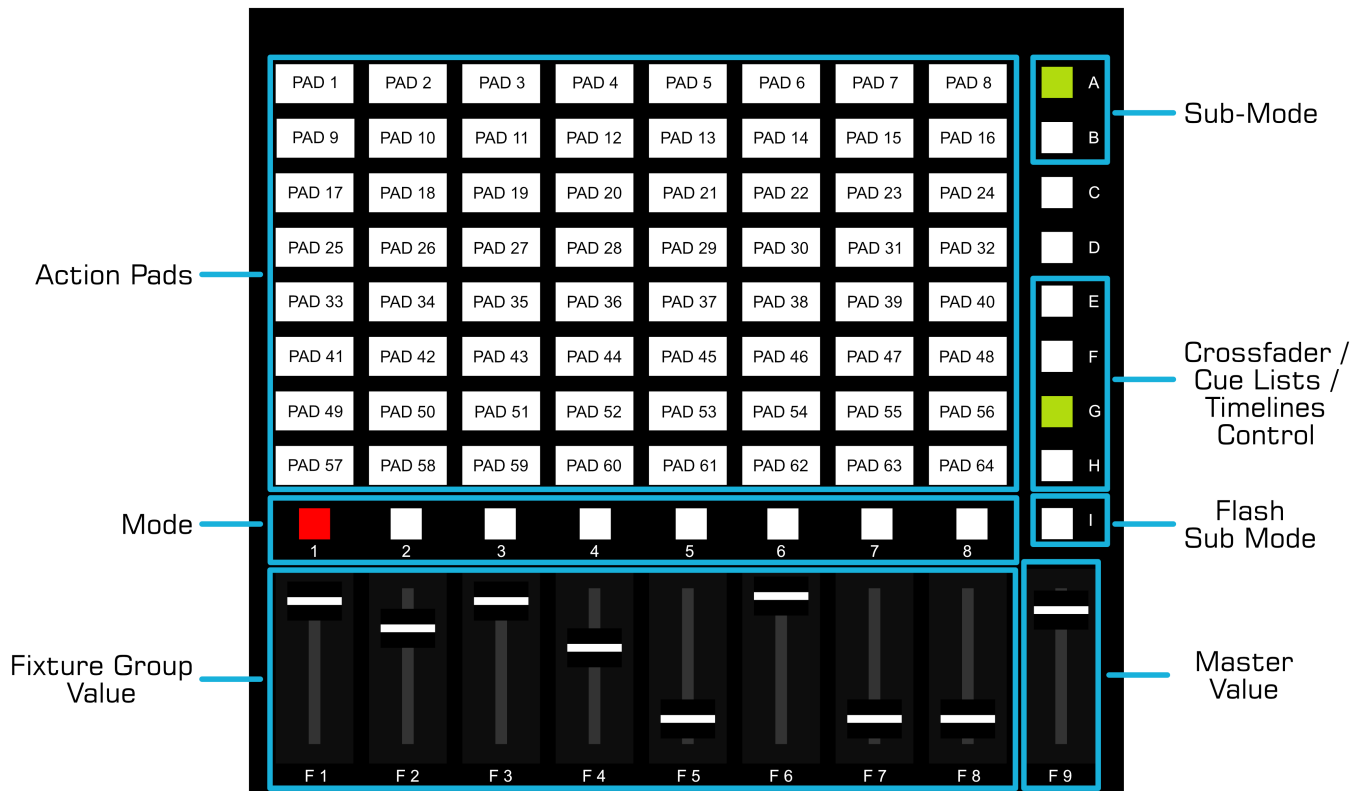 PAD 1 PAD 2 PAD 3 PAD 4 PAD 5 PAD 6 PAD 7 PAD 8 A
Sub-Mode
PAD 9 PAD 10 PAD 11 PAD 12 PAD 13 PAD 14 PAD 15 PAD 16 B
PAD 17 PAD 18 PAD 19 PAD 20 PAD 21 PAD 22 PAD 23 PAD 24 C
PAD 25 PAD 26 PAD 27 PAD 28 PAD 29 PAD 30 PAD 31 PAD 32 D
Action Pads
PAD 33 PAD 34 PAD 35 PAD 36 PAD 37 PAD 38 PAD 39 PAD 40 E
PAD 41 PAD 42 PAD 43 PAD 44 PAD 45 PAD 46 PAD 47 PAD 48 F
Crossfader /
Cue Lists /
Timelines
Control
PAD 49 PAD 50 PAD 51 PAD 52 PAD 53 PAD 54 PAD 55 PAD 56 G
PAD 57 PAD 58 PAD 59 PAD 60 PAD 61 PAD 62 PAD 63 PAD 64 H
Mode
1 2 3 4 5 6 7 8 I
Flash
Sub Mode
Fixture Group
Value
Master
Value
F 1 F 2 F 3 F 4 F 5 F 6 F 7 F 8 F 9